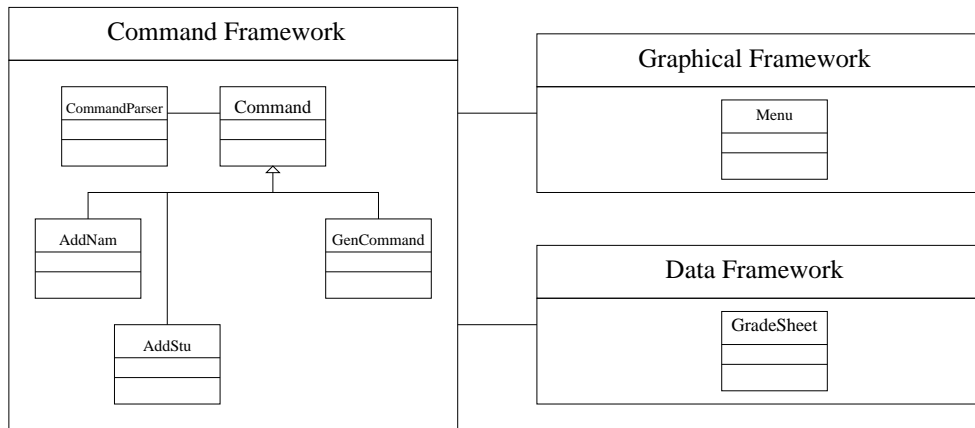 Command Framework
CommandParser
Command
AddNam
GenCommand
AddStu
Graphical Framework
Menu
Data Framework
GradeSheet